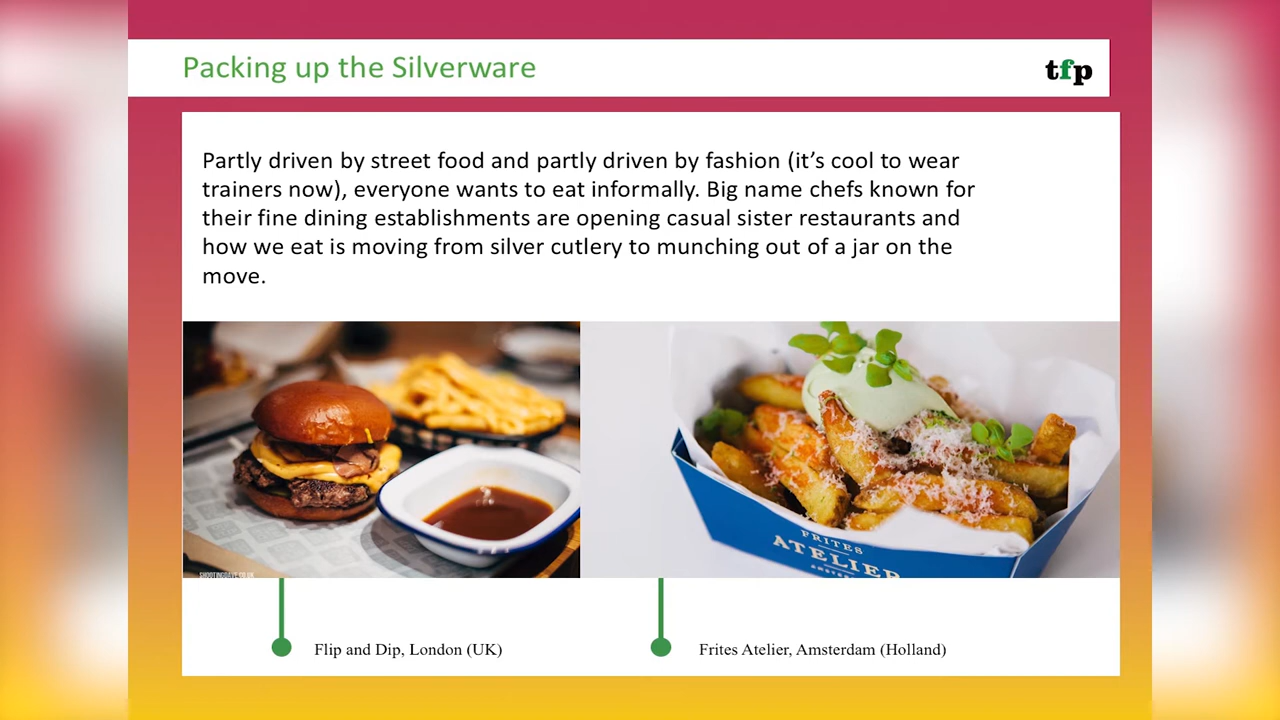 Packing up the Silverware
tfp
Partly driven by street food and partly driven by fashion (it’s cool to wear
trainers now), everyone wants to eat informally. Big name chefs known for
their fine dining establishments are opening casual sister restaurants and
how we eat is moving from silver cutlery to munching out of a jar on the
move.
FRITES
ATELIER
Flip and Dip, London (UK)
Frites Atelier, Amsterdam (Holland)